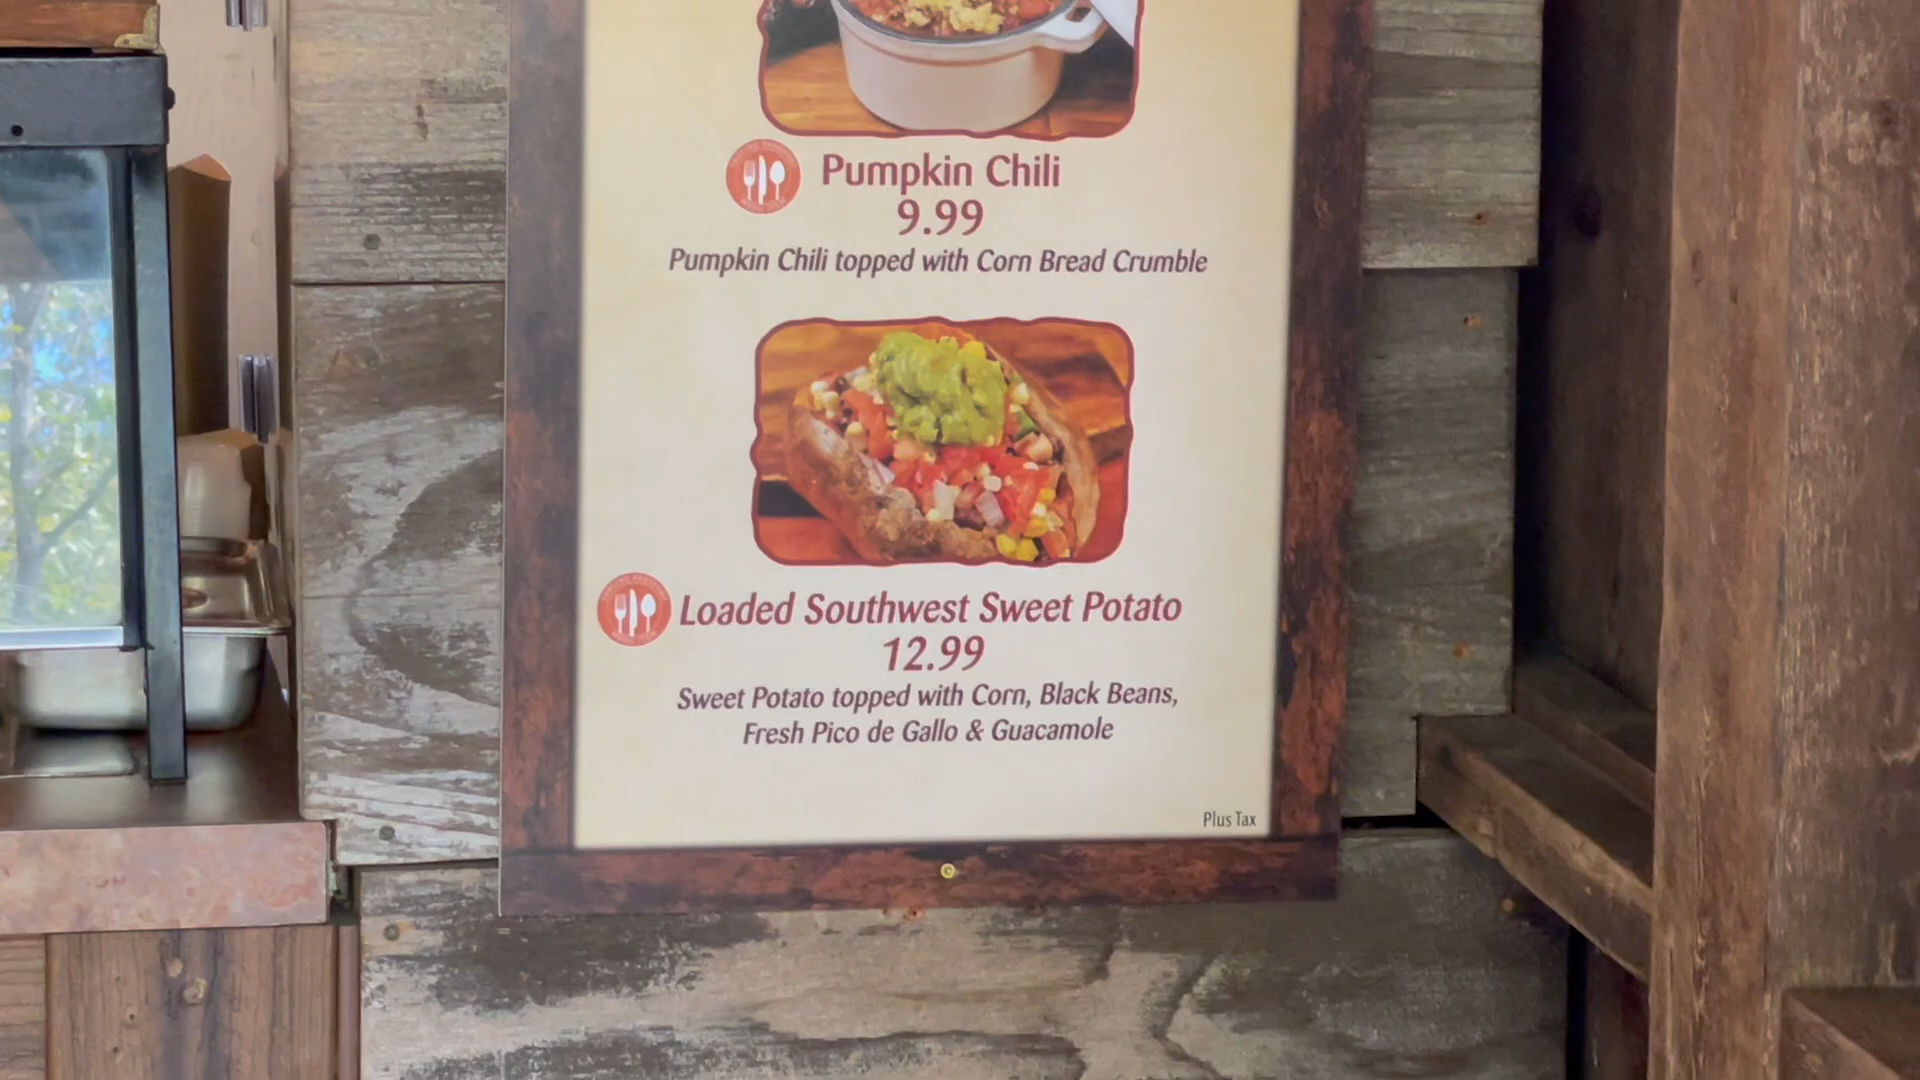 Pumpkin Chili
9.99
Pumpkin Chili topped with Corn Bread Crumble
Loaded Southwest Sweet Potato
12.99
Sweet Potato topped with Corn, Black Beans,
Fresh Pico de Gallo & Guacamole
Plus Tax